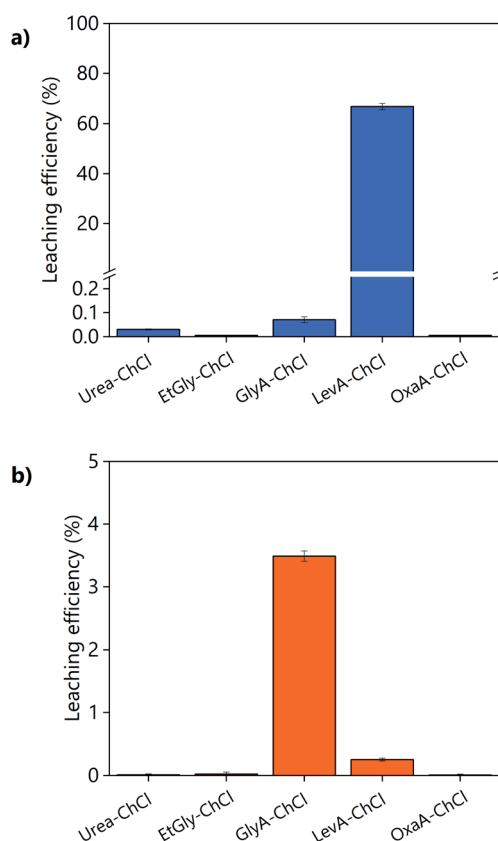 a)
Leaching efficiency (%)
100
80
60
40
20
0.2
0.1
0.0
Urea-ChCl
EtGly-ChCl
GlyA-ChCl
LevA-ChCl
OxaA-ChCl
b)
Leaching efficiency (%)
5
4
3
2
1
0
Urea-ChCl
EtGly-ChCl
GlyA-ChCl
LevA-ChCl
OxaA-ChCl